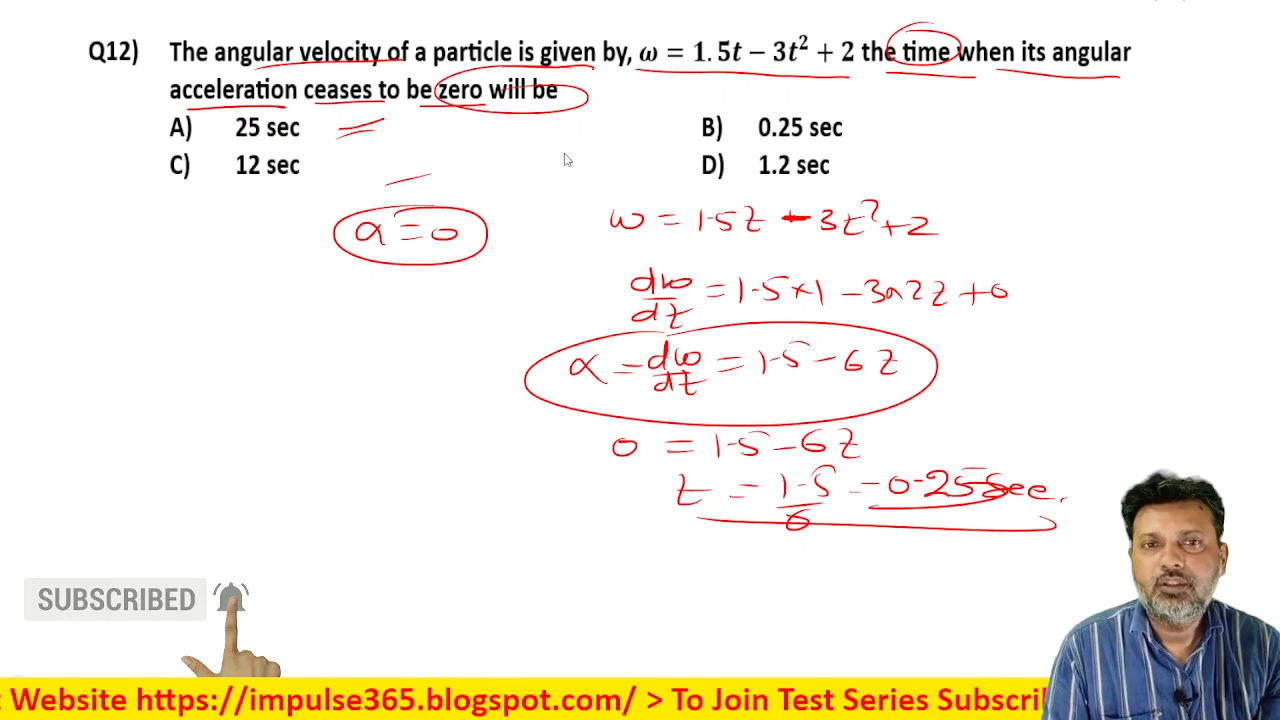 Q12) The angular velocity of a particle is given by, ω = 1.5t − 3t² + 2 the time when its angular
acceleration ceases to be zero will be
A) 25 sec B) 0.25 sec
C) 12 sec D) 1.2 sec
α = 0
ω = 1.5t - 3t² + 2
dω/dt = 1.5×1 - 3×2t + 0
α = dω/dt = 1.5 - 6t
0 = 1.5 - 6t
t = 1.5/6 = 0.25 sec.
SUBSCRIBED
Website https://impulse365.blogspot.com/ > To Join Test Series